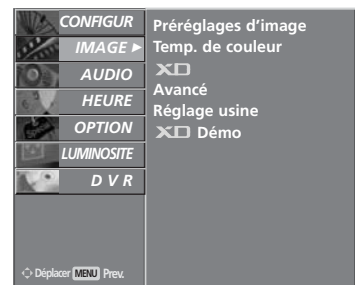 CONFIGUR
IMAGE ►
AUDIO
HEURE
OPTION
LUMINOSITE
D V R
Préréglages d'image
Temp. de couleur
XD
Avancé
Réglage usine
XD Démo
Déplacer MENU Prev.